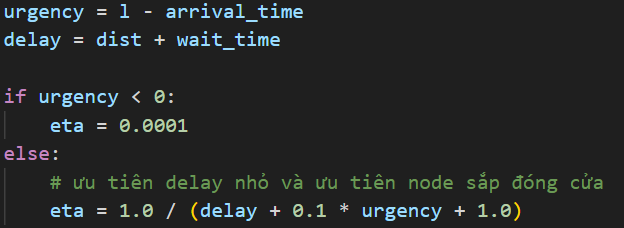 urgency = l - arrival_time
delay = dist + wait_time
if urgency < 0:
eta = 0.0001
else:
# ưu tiên delay nhỏ và ưu tiên node sắp đóng cửa
eta = 1.0 / (delay + 0.1 * urgency + 1.0)